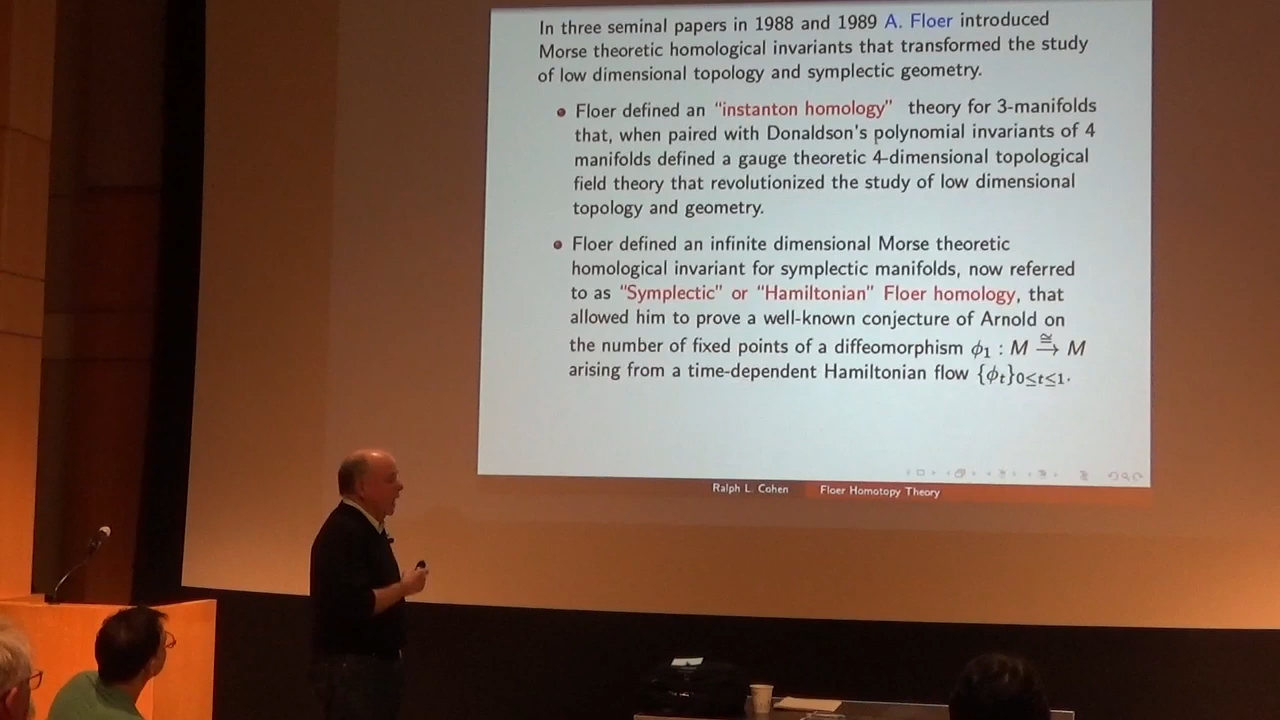 In three seminal papers in 1988 and 1989 A. Floer introduced
Morse theoretic homological invariants that transformed the study
of low dimensional topology and symplectic geometry.
Floer defined an “instanton homology” theory for 3-manifolds
that, when paired with Donaldson's polynomial invariants of 4
manifolds defined a gauge theoretic 4-dimensional topological
field theory that revolutionized the study of low dimensional
topology and geometry.
Floer defined an infinite dimensional Morse theoretic
homological invariant for symplectic manifolds, now referred
to as “Symplectic” or “Hamiltonian” Floer homology, that
allowed him to prove a well-known conjecture of Arnold on
the number of fixed points of a diffeomorphism ϕ₁ : M ≅→ M
arising from a time-dependent Hamiltonian flow {ϕₜ}₀≤ₜ≤₁.
Ralph L. Cohen Floer Homotopy Theory